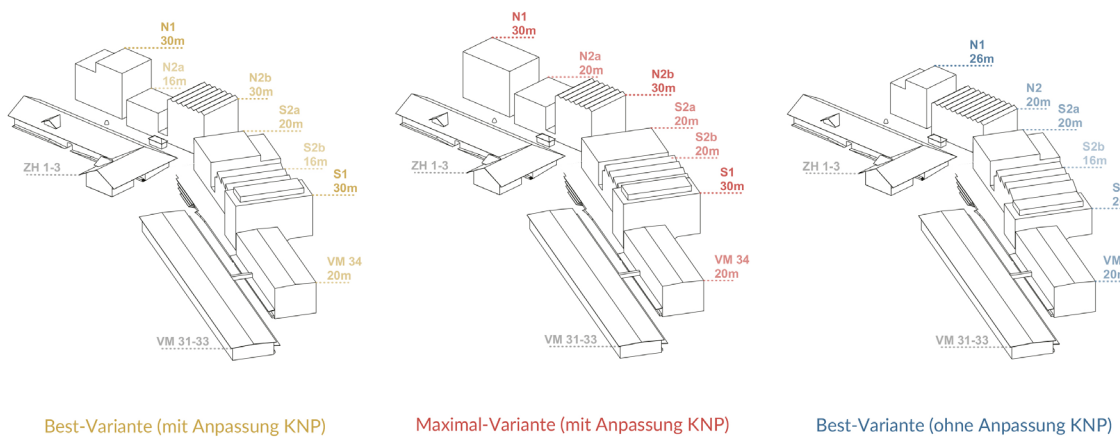 N1
30m
N2a
16m
N2b
30m
S2a
20m
S2b
16m
ZH 1-3
S1
30m
VM 34
20m
VM 31-33
Best-Variante (mit Anpassung KNP)
N1
30m
N2a
20m
N2b
30m
S2a
20m
S2b
20m
ZH 1-3
S1
30m
VM 34
20m
VM 31-33
Maximal-Variante (mit Anpassung KNP)
N1
26m
N2
20m
S2a
20m
S2b
16m
ZH 1-3
VM
VM 31-33
Best-Variante (ohne Anpassung KNP)